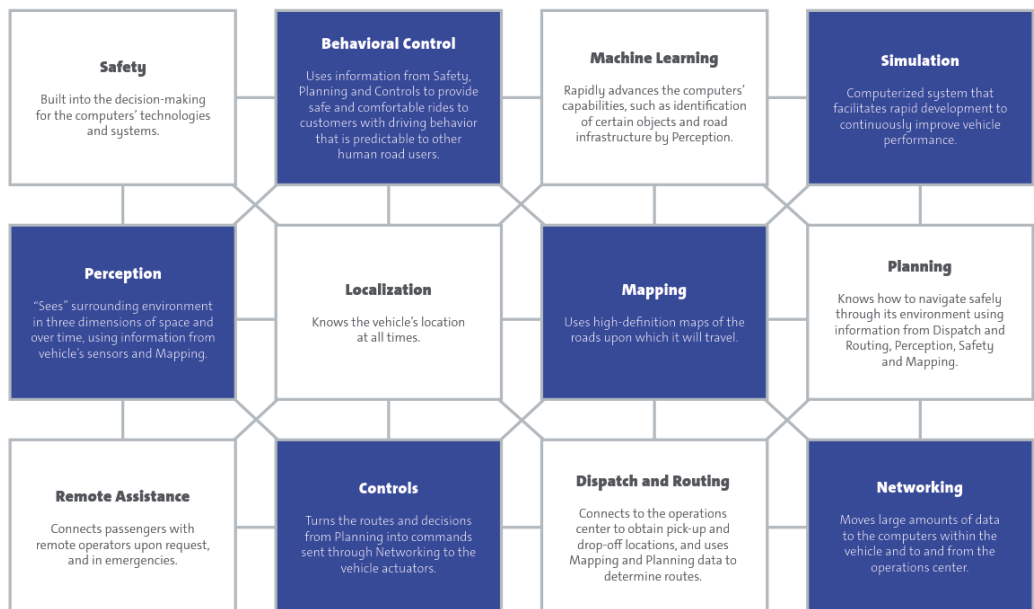 Safety
Built into the decision-making
for the computers’ technologies
and systems.
Behavioral Control
Uses information from Safety,
Planning and Controls to provide
safe and comfortable rides to
customers with driving behavior
that is predictable to other
human road users.
Machine Learning
Rapidly advances the computers’
capabilities, such as identification
of certain objects and road
infrastructure by Perception.
Simulation
Computerized system that
facilitates rapid development to
continuously improve vehicle
performance.
Perception
“Sees” surrounding environment
in three dimensions of space and
over time, using information from
vehicle’s sensors and Mapping.
Localization
Knows the vehicle’s location
at all times.
Mapping
Uses high-definition maps of the
roads upon which it will travel.
Planning
Knows how to navigate safely
through its environment using
information from Dispatch and
Routing, Perception, Safety
and Mapping.
Remote Assistance
Connects passengers with
remote operators upon request,
and in emergencies.
Controls
Turns the routes and decisions
from Planning into commands
sent through Networking to the
vehicle actuators.
Dispatch and Routing
Connects to the operations
center to obtain pick-up and
drop-off locations, and uses
Mapping and Planning data to
determine routes.
Networking
Moves large amounts of data
to the computers within the
vehicle and to and from the
operations center.